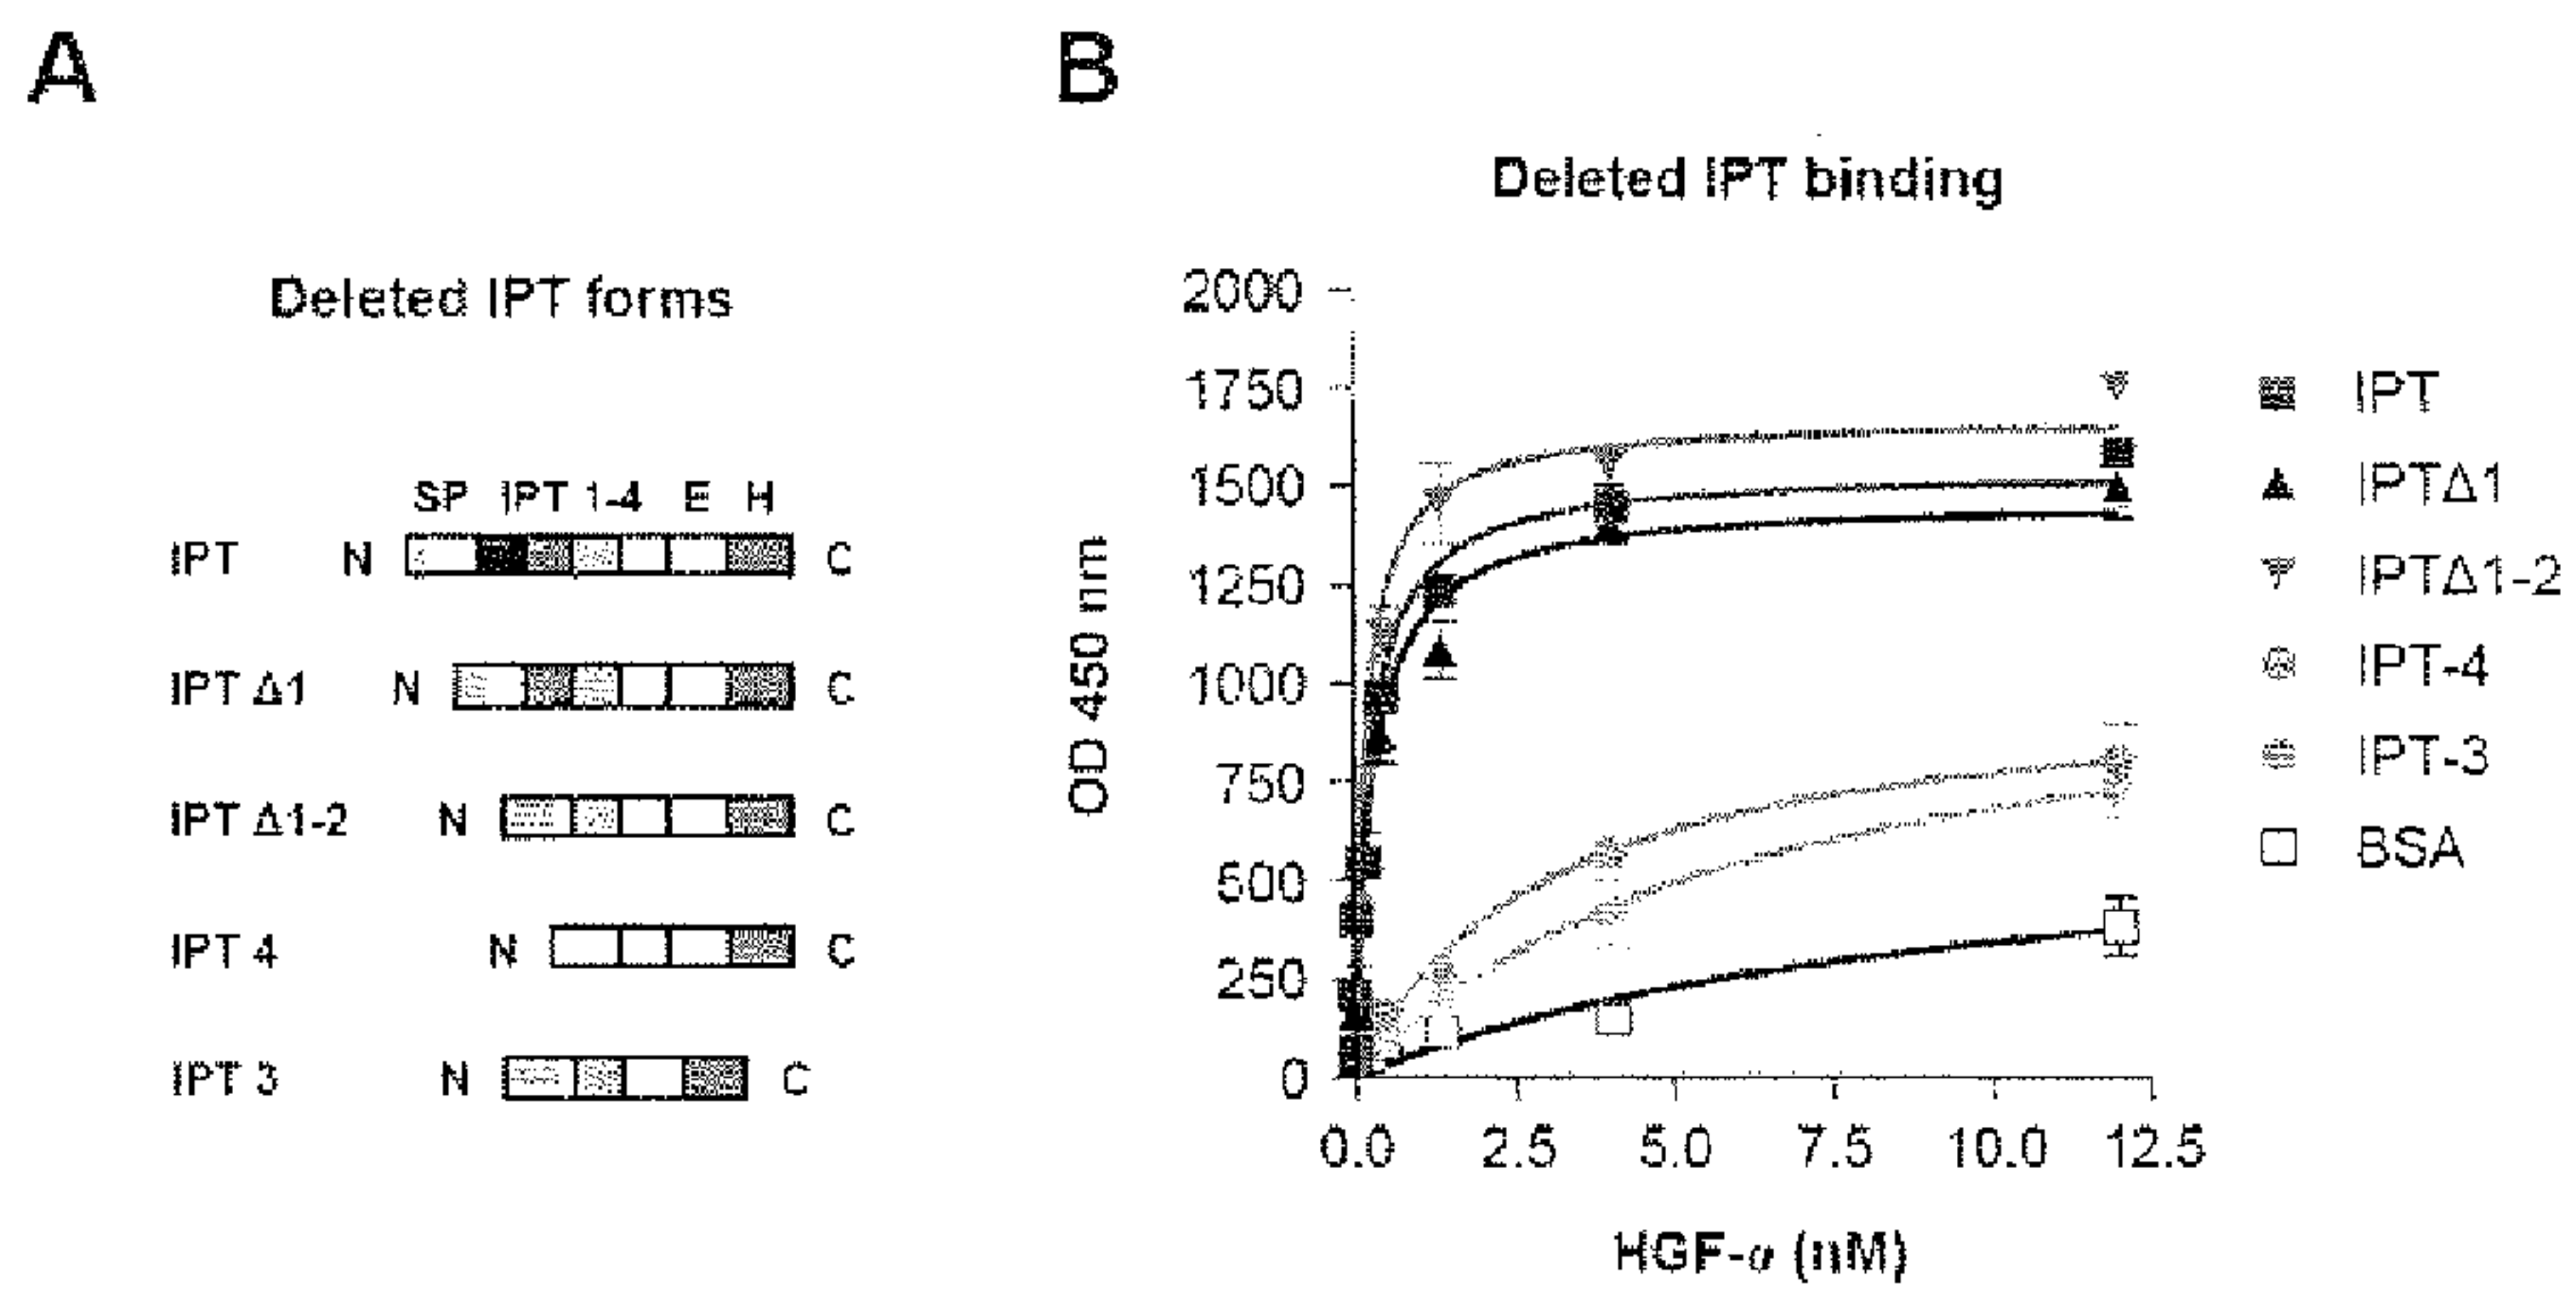 A
Deleted IPT forms
SP IPT 1-4 E H
IPT N C
IPT Δ1 N C
IPT Δ1-2 N C
IPT 4 N C
IPT 3 N C
B
Deleted IPT binding
OD 450 nm
2000
1750
1500
1250
1000
750
500
250
0
0.0 2.5 5.0 7.5 10.0 12.5
HGF-α (nM)
IPT
IPTΔ1
IPTΔ1-2
IPT-4
IPT-3
BSA